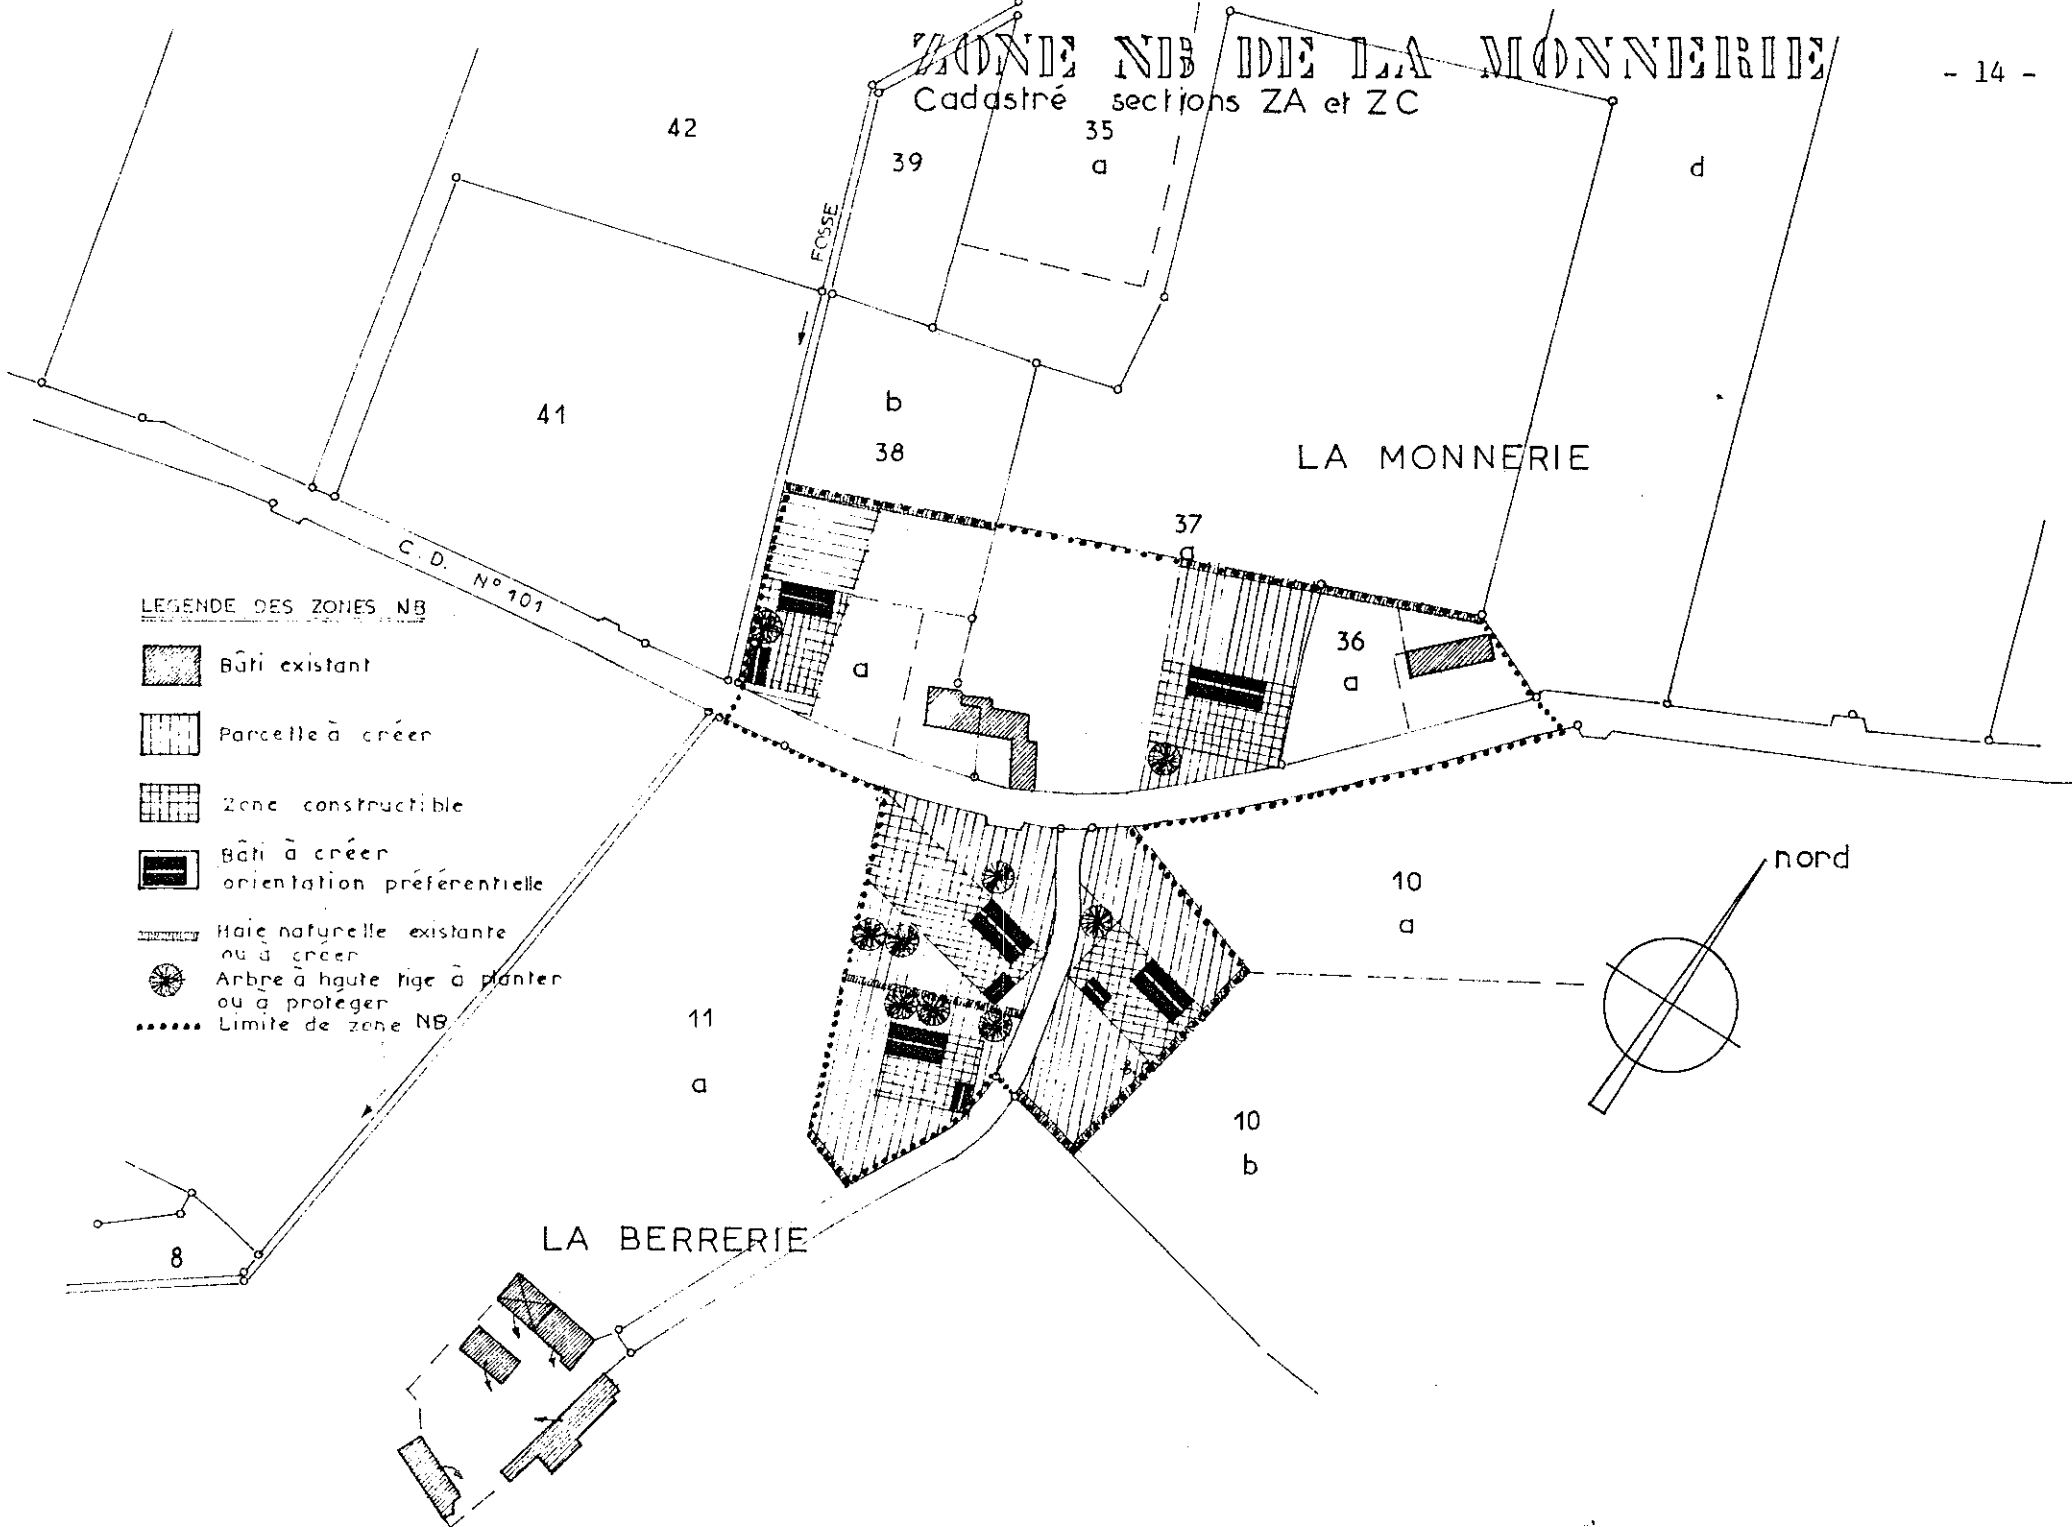 ZONE NB DE LA MONNERIE
- 14 -
Cadastré sections ZA et ZC
42
35
a
39
d
FOSSE
41
b
38
LA MONNERIE
37
a
C.D. N° 101
36
a
a
LEGENDE DES ZONES NB
Bâti existant
Parcelle à créer
Zone constructible
Bâti à créer
orientation préférentielle
Haie naturelle existante
ou à créer
Arbre à haute tige à planter
ou à protéger
Limite de zone NB
nord
10
a
11
a
10
b
LA BERRERIE
8